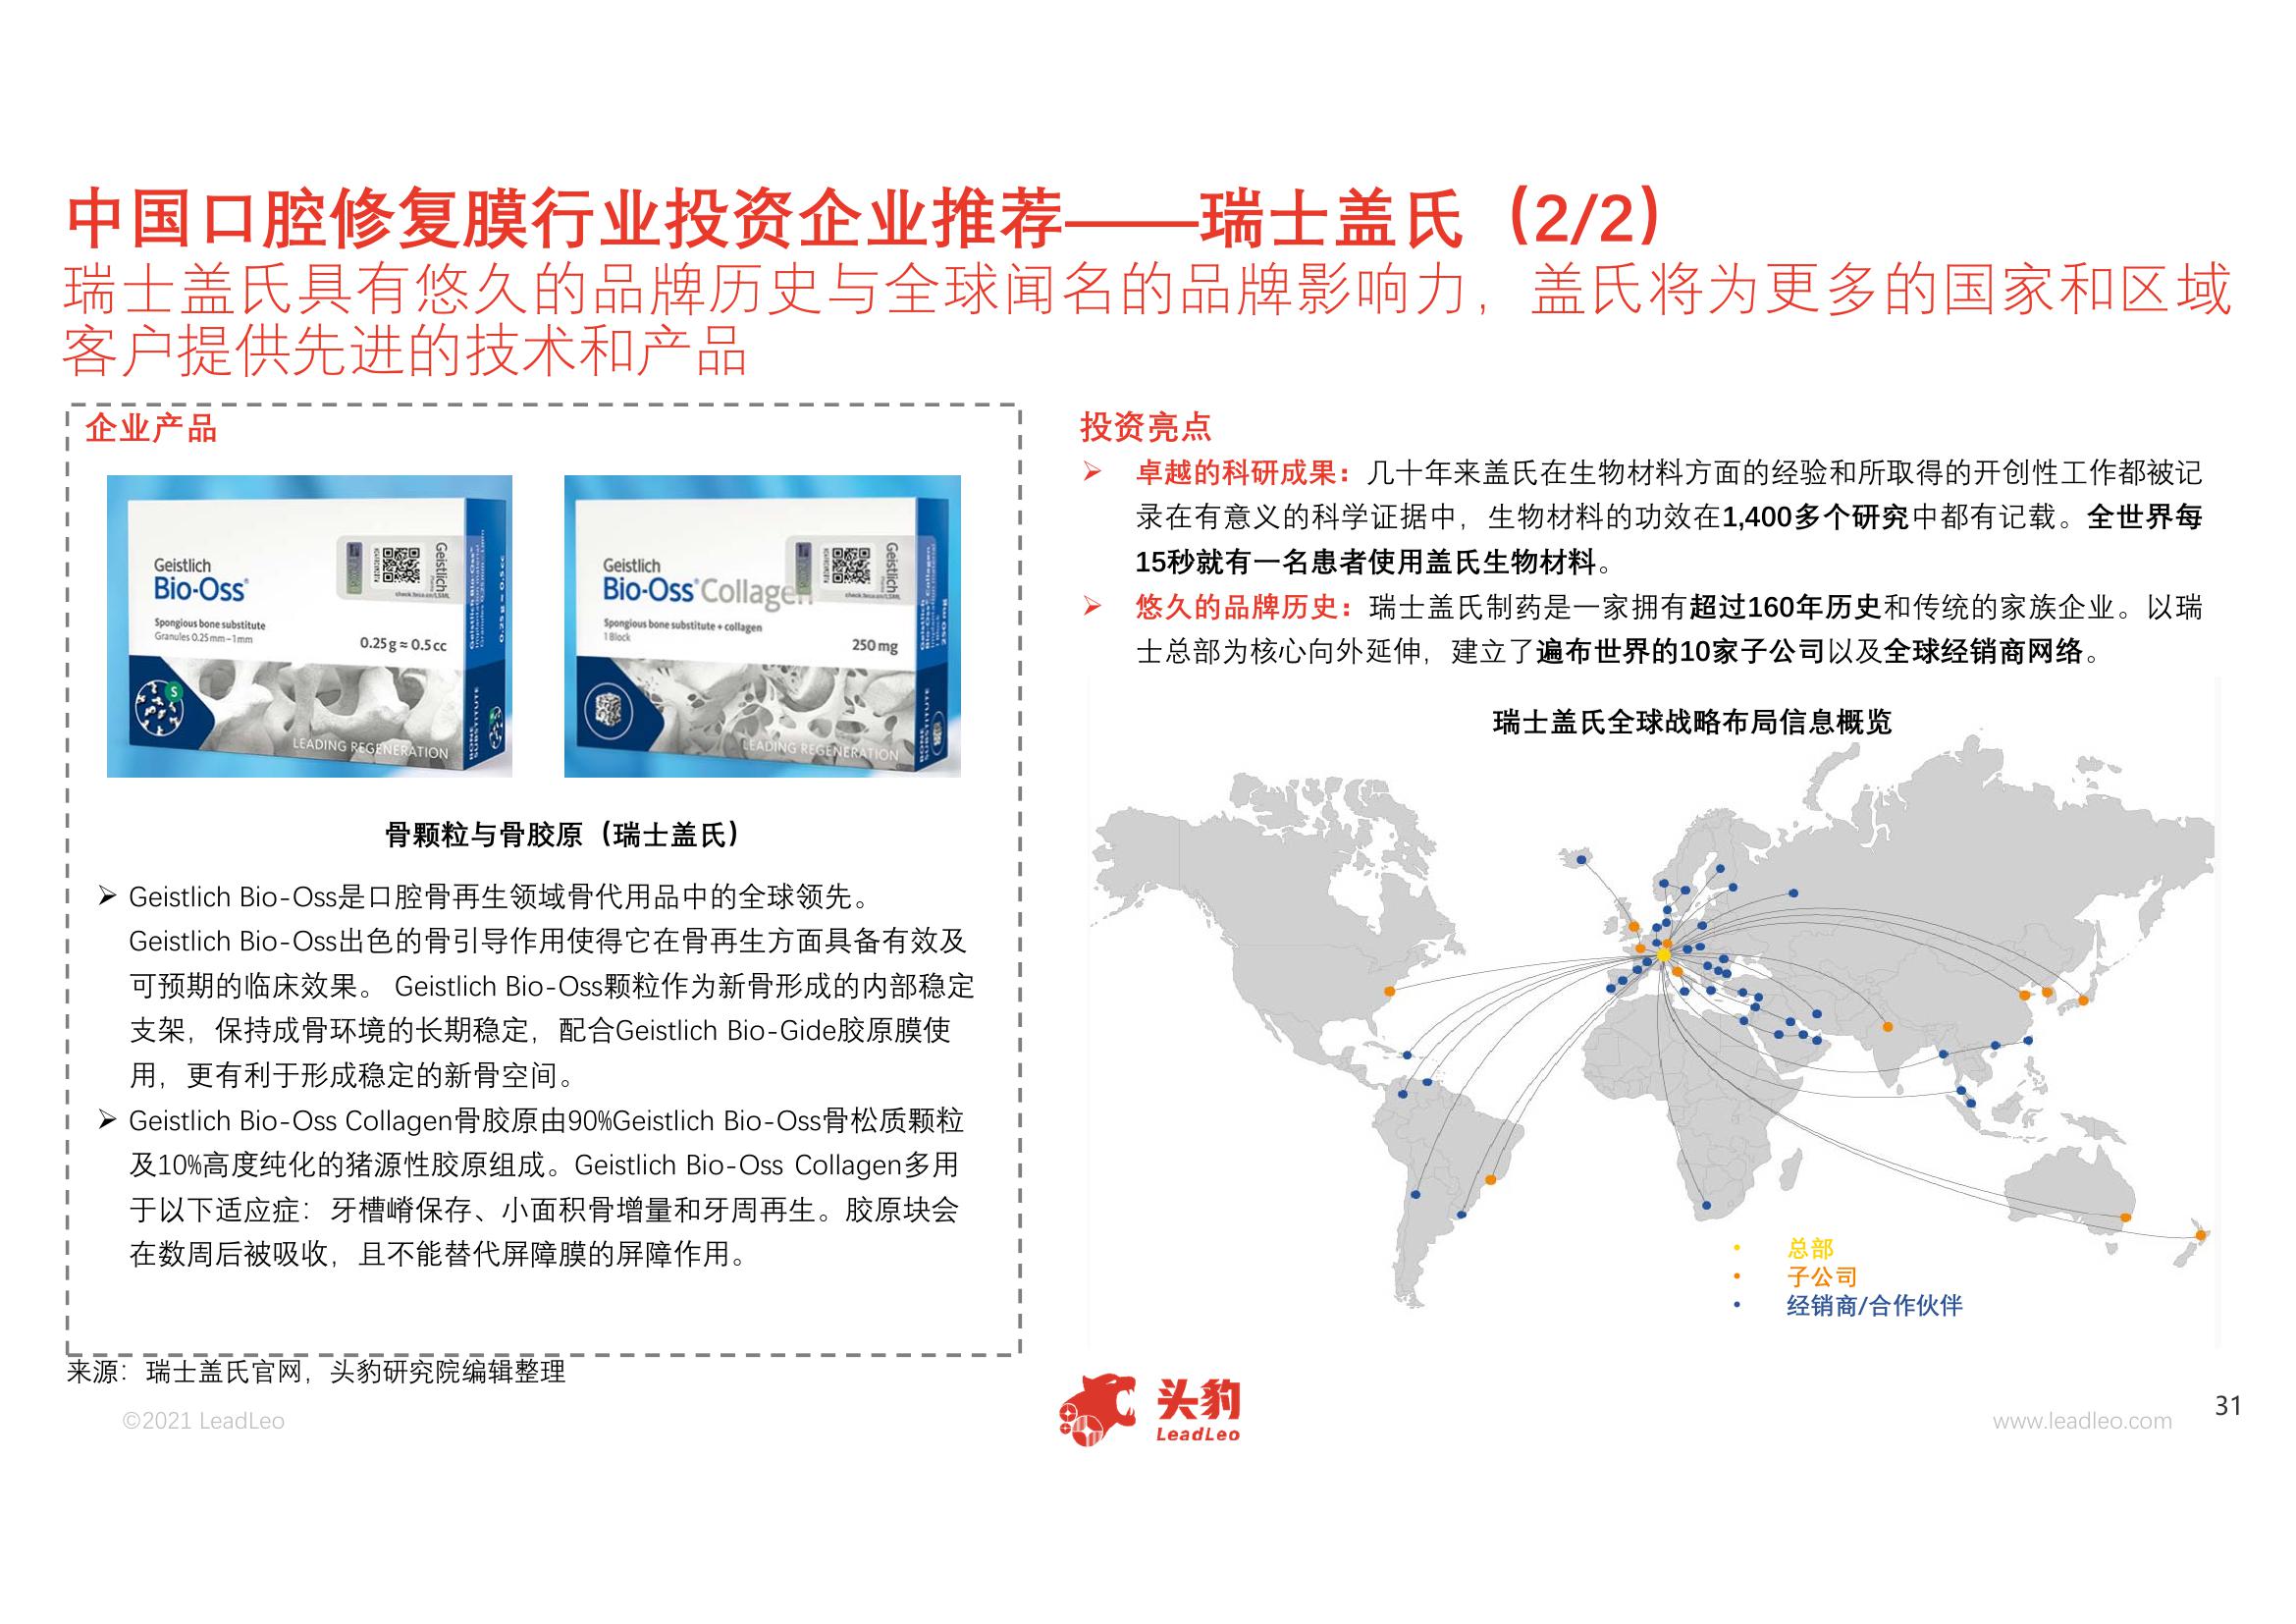 中国口腔修复膜行业投资企业推荐——瑞士盖氏（2/2）
瑞士盖氏具有悠久的品牌历史与全球闻名的品牌影响力，盖氏将为更多的国家和区域
客户提供先进的技术和产品
企业产品
Geistlich
Bio-Oss®
Spongious bone substitute
Granules 0.25 mm–1mm
0.25 g ≈ 0.5 cc
LEADING REGENERATION
BONE SUBSTITUTE
Geistlich
S
Geistlich
Bio-Oss® Collagen
Spongious bone substitute + collagen
1 Block
250 mg
LEADING REGENERATION
BONE SUBSTITUTE
Geistlich
骨颗粒与骨胶原（瑞士盖氏）
➢ Geistlich Bio-Oss是口腔骨再生领域骨代用品中的全球领先。
Geistlich Bio-Oss出色的骨引导作用使得它在骨再生方面具备有效及
可预期的临床效果。 Geistlich Bio-Oss颗粒作为新骨形成的内部稳定
支架，保持成骨环境的长期稳定，配合Geistlich Bio-Gide胶原膜使
用，更有利于形成稳定的新骨空间。
➢ Geistlich Bio-Oss Collagen骨胶原由90%Geistlich Bio-Oss骨松质颗粒
及10%高度纯化的猪源性胶原组成。Geistlich Bio-Oss Collagen多用
于以下适应症：牙槽嵴保存、小面积骨增量和牙周再生。胶原块会
在数周后被吸收，且不能替代屏障膜的屏障作用。
投资亮点
➢ 卓越的科研成果：几十年来盖氏在生物材料方面的经验和所取得的开创性工作都被记
录在有意义的科学证据中，生物材料的功效在1,400多个研究中都有记载。全世界每
15秒就有一名患者使用盖氏生物材料。
➢ 悠久的品牌历史：瑞士盖氏制药是一家拥有超过160年历史和传统的家族企业。以瑞
士总部为核心向外延伸，建立了遍布世界的10家子公司以及全球经销商网络。
瑞士盖氏全球战略布局信息概览
• 总部
• 子公司
• 经销商/合作伙伴
来源：瑞士盖氏官网，头豹研究院编辑整理
©2021 LeadLeo
头豹
LeadLeo
www.leadleo.com
31